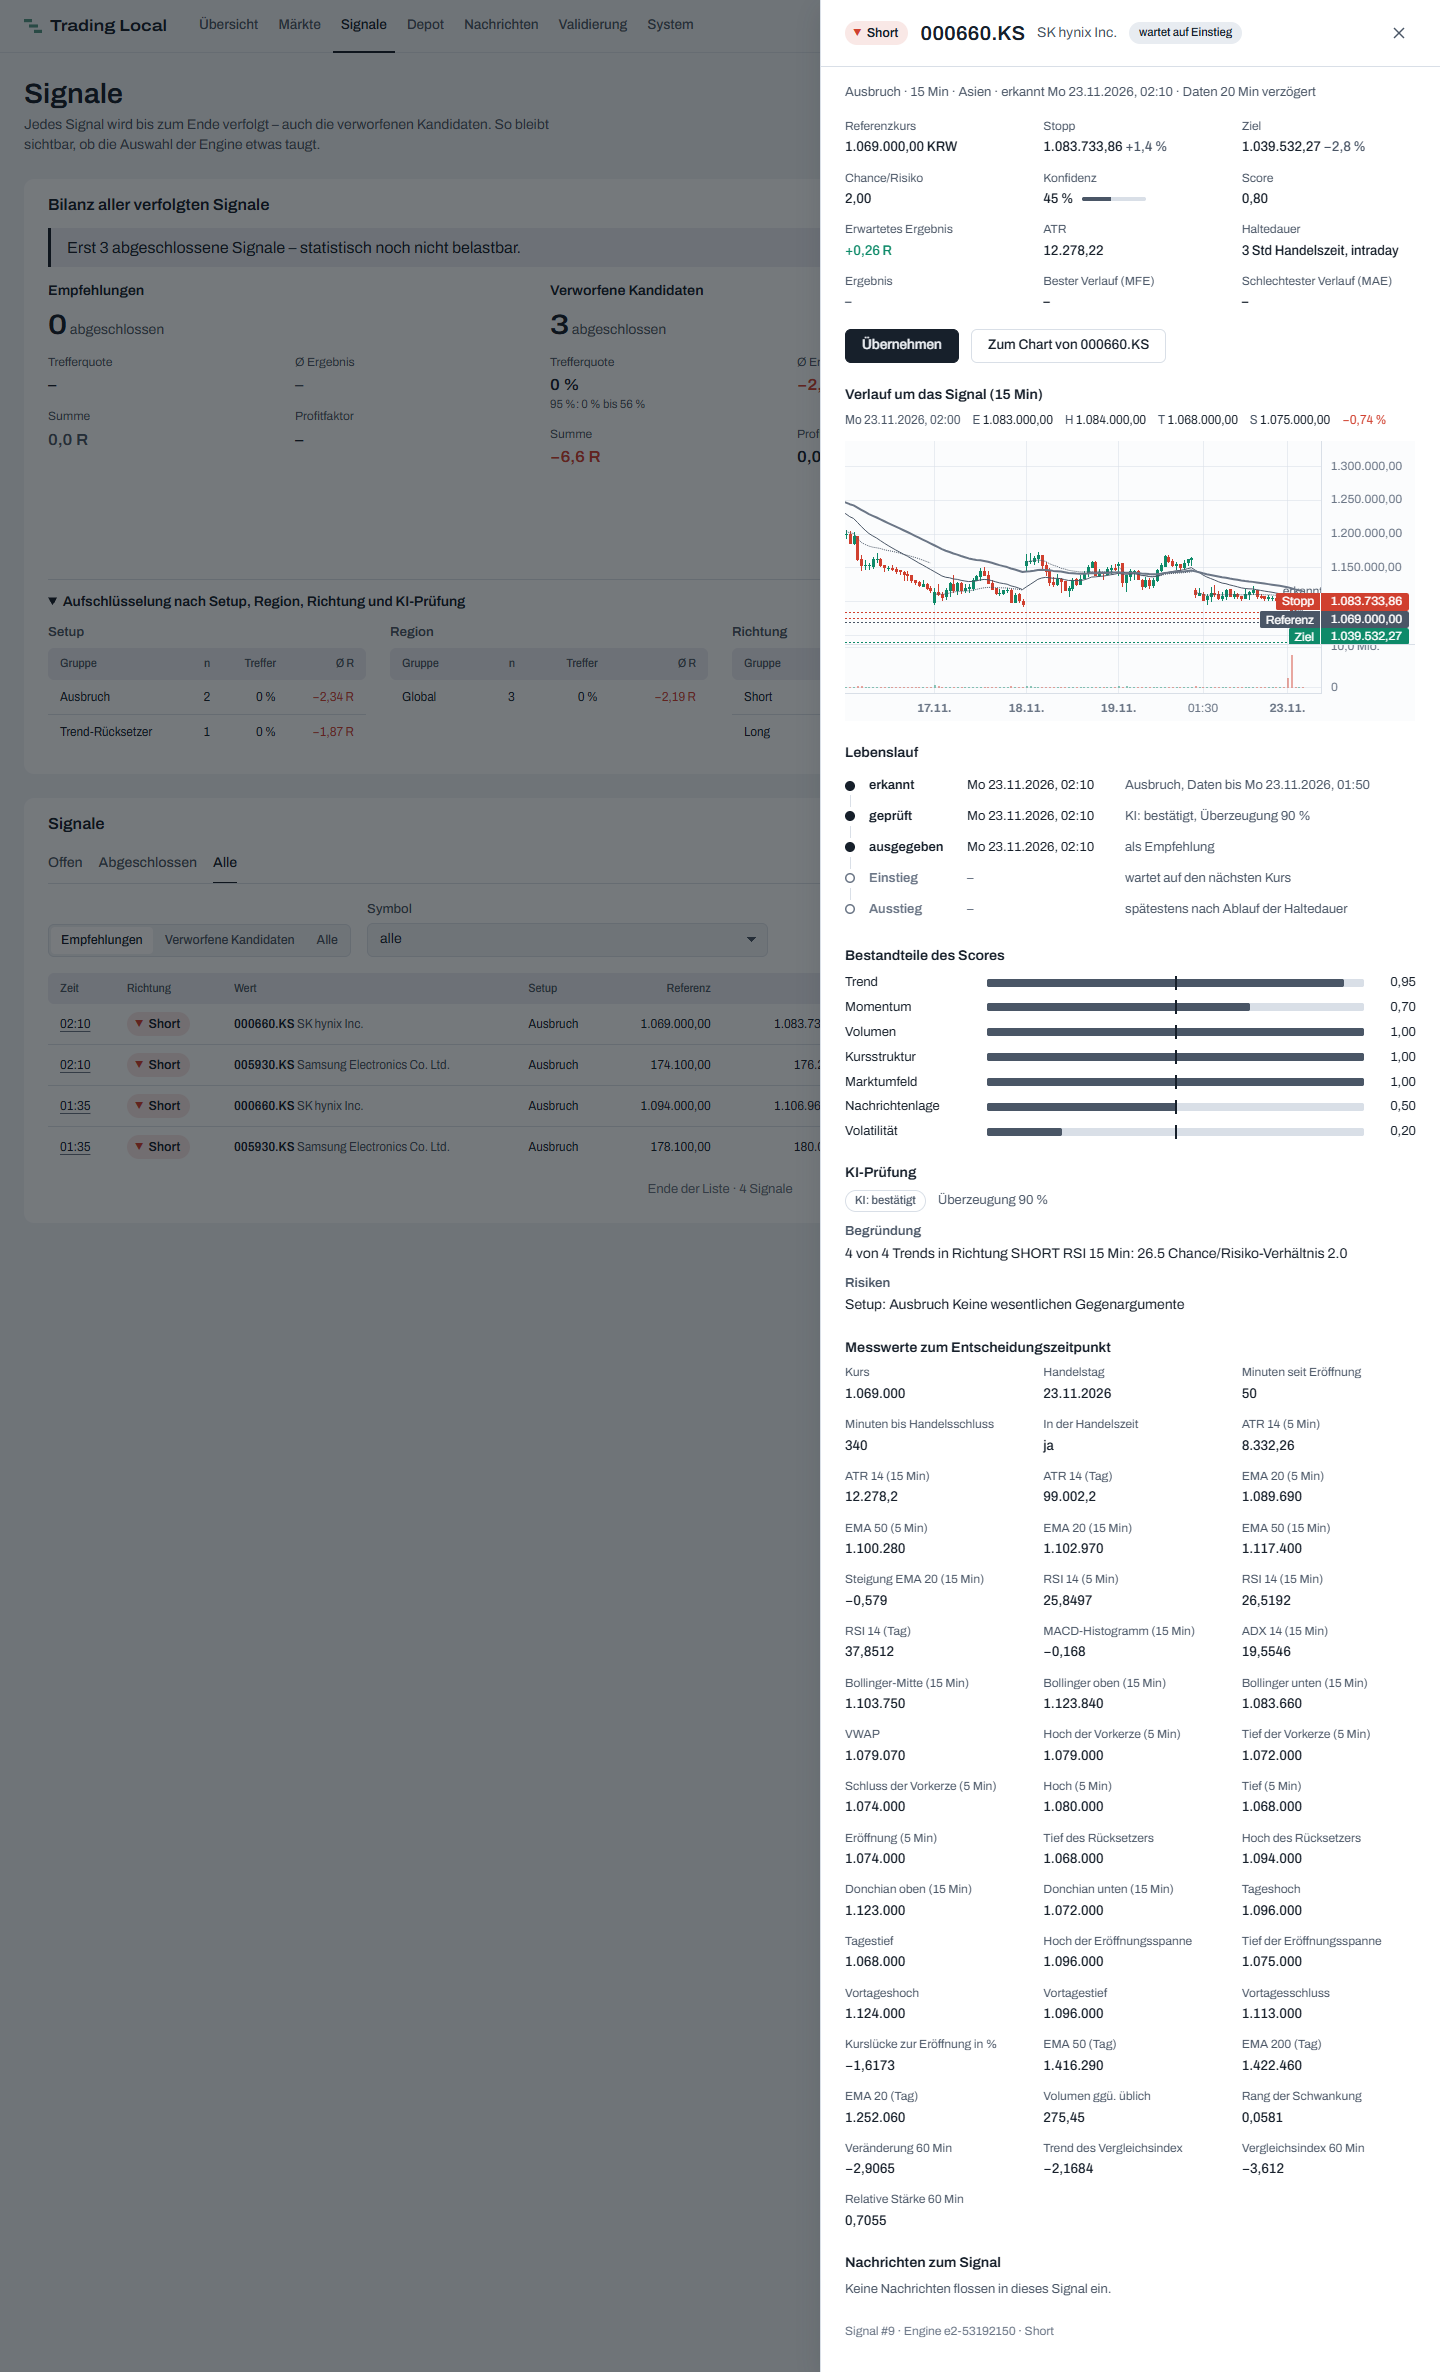 Trading Local
Übersicht Märkte Signale Depot Nachrichten Validierung System
Signale
Jedes Signal wird bis zum Ende verfolgt – auch die verworfenen Kandidaten. So bleibt
sichtbar, ob die Auswahl der Engine etwas taugt.
Bilanz aller verfolgten Signale
Erst 3 abgeschlossene Signale – statistisch noch nicht belastbar.
Empfehlungen
0 abgeschlossen
Trefferquote Ø Ergebnis
– –
Summe Profitfaktor
0,0 R –
Verworfene Kandidaten
3 abgeschlossen
Trefferquote
0 %
95 %: 0 % bis 56 %
Summe
−6,6 R
Aufschlüsselung nach Setup, Region, Richtung und KI-Prüfung
Setup
Gruppe n Treffer Ø R
Ausbruch 2 0 % −2,34 R
Trend-Rücksetzer 1 0 % −1,87 R
Region
Gruppe n Treffer Ø R
Global 3 0 % −2,19 R
Richtung
Gruppe
Short
Long
Signale
Offen Abgeschlossen Alle
Symbol
Empfehlungen Verworfene Kandidaten Alle alle
Zeit Richtung Wert Setup Referenz
02:10 Short 000660.KS SK hynix Inc. Ausbruch 1.069.000,00 1.083.73
02:10 Short 005930.KS Samsung Electronics Co. Ltd. Ausbruch 174.100,00 176.2
01:35 Short 000660.KS SK hynix Inc. Ausbruch 1.094.000,00 1.106.96
01:35 Short 005930.KS Samsung Electronics Co. Ltd. Ausbruch 178.100,00 180.0
Ende der Liste · 4 Signale
Short 000660.KS SK hynix Inc. wartet auf Einstieg
Ausbruch · 15 Min · Asien · erkannt Mo 23.11.2026, 02:10 · Daten 20 Min verzögert
Referenzkurs Stopp Ziel
1.069.000,00 KRW 1.083.733,86 +1,4 % 1.039.532,27 −2,8 %
Chance/Risiko Konfidenz Score
2,00 45 % 0,80
Erwartetes Ergebnis ATR Haltedauer
+0,26 R 12.278,22 3 Std Handelszeit, intraday
Ergebnis Bester Verlauf (MFE) Schlechtester Verlauf (MAE)
– – –
Übernehmen Zum Chart von 000660.KS
Verlauf um das Signal (15 Min)
Mo 23.11.2026, 02:00 E 1.083.000,00 H 1.084.000,00 T 1.068.000,00 S 1.075.000,00 −0,74 %
1.300.000,00
1.250.000,00
1.200.000,00
1.150.000,00
erkannt
Stopp 1.083.733,86
Referenz 1.069.000,00
Ziel 1.039.532,27
10,0 Mio.
0
17.11. 18.11. 19.11. 01:30 23.11.
Lebenslauf
erkannt Mo 23.11.2026, 02:10 Ausbruch, Daten bis Mo 23.11.2026, 01:50
geprüft Mo 23.11.2026, 02:10 KI: bestätigt, Überzeugung 90 %
ausgegeben Mo 23.11.2026, 02:10 als Empfehlung
Einstieg – wartet auf den nächsten Kurs
Ausstieg – spätestens nach Ablauf der Haltedauer
Bestandteile des Scores
Trend 0,95
Momentum 0,70
Volumen 1,00
Kursstruktur 1,00
Marktumfeld 1,00
Nachrichtenlage 0,50
Volatilität 0,20
KI-Prüfung
KI: bestätigt Überzeugung 90 %
Begründung
4 von 4 Trends in Richtung SHORT RSI 15 Min: 26.5 Chance/Risiko-Verhältnis 2.0
Risiken
Setup: Ausbruch Keine wesentlichen Gegenargumente
Messwerte zum Entscheidungszeitpunkt
Kurs Handelstag Minuten seit Eröffnung
1.069.000 23.11.2026 50
Minuten bis Handelsschluss In der Handelszeit ATR 14 (5 Min)
340 ja 8.332,26
ATR 14 (15 Min) ATR 14 (Tag) EMA 20 (5 Min)
12.278,2 99.002,2 1.089.690
EMA 50 (5 Min) EMA 20 (15 Min) EMA 50 (15 Min)
1.100.280 1.102.970 1.117.400
Steigung EMA 20 (15 Min) RSI 14 (5 Min) RSI 14 (15 Min)
−0,579 25,8497 26,5192
RSI 14 (Tag) MACD-Histogramm (15 Min) ADX 14 (15 Min)
37,8512 −0,168 19,5546
Bollinger-Mitte (15 Min) Bollinger oben (15 Min) Bollinger unten (15 Min)
1.103.750 1.123.840 1.083.660
VWAP Hoch der Vorkerze (5 Min) Tief der Vorkerze (5 Min)
1.079.070 1.079.000 1.072.000
Schluss der Vorkerze (5 Min) Hoch (5 Min) Tief (5 Min)
1.074.000 1.080.000 1.068.000
Eröffnung (5 Min) Tief des Rücksetzers Hoch des Rücksetzers
1.074.000 1.068.000 1.094.000
Donchian oben (15 Min) Donchian unten (15 Min) Tageshoch
1.123.000 1.072.000 1.096.000
Tagestief Hoch der Eröffnungsspanne Tief der Eröffnungsspanne
1.068.000 1.096.000 1.075.000
Vortageshoch Vortagestief Vortagesschluss
1.124.000 1.096.000 1.113.000
Kurslücke zur Eröffnung in % EMA 50 (Tag) EMA 200 (Tag)
−1,6173 1.416.290 1.422.460
EMA 20 (Tag) Volumen ggü. üblich Rang der Schwankung
1.252.060 275,45 0,0581
Veränderung 60 Min Trend des Vergleichsindex Vergleichsindex 60 Min
−2,9065 −2,1684 −3,612
Relative Stärke 60 Min
0,7055
Nachrichten zum Signal
Keine Nachrichten flossen in dieses Signal ein.
Signal #9 · Engine e2-53192150 · Short